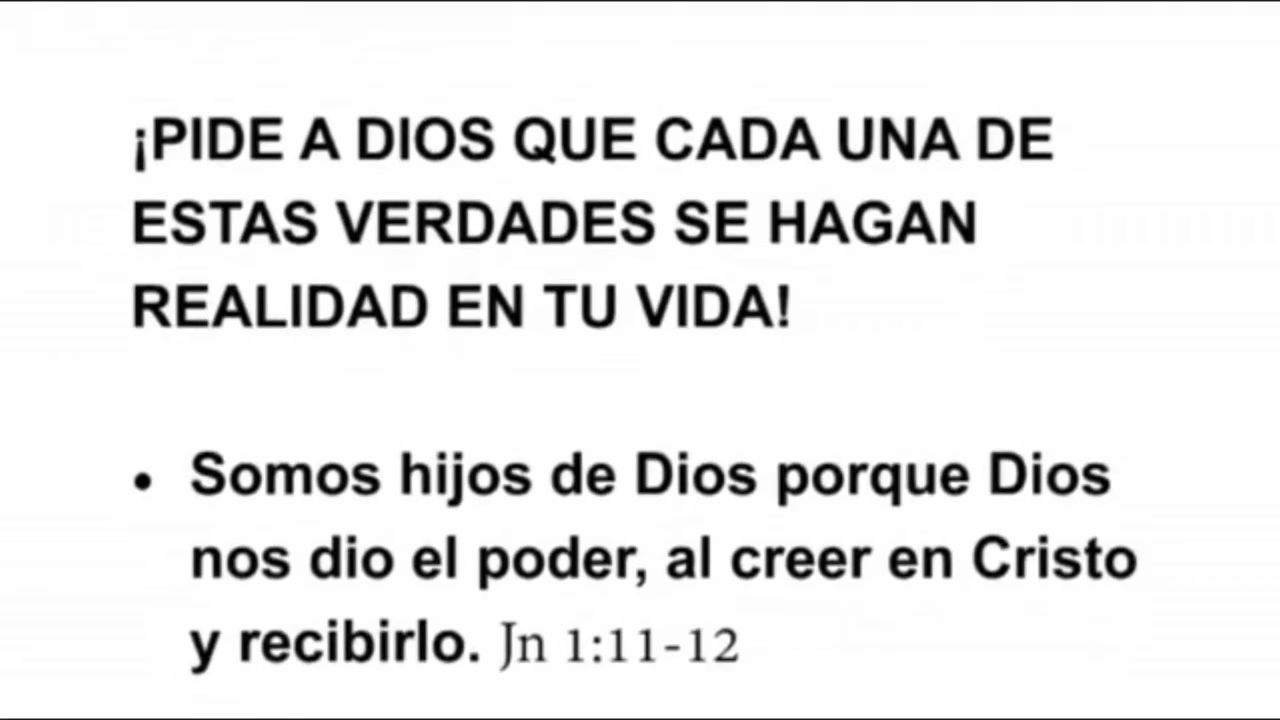 ¡PIDE A DIOS QUE CADA UNA DE
ESTAS VERDADES SE HAGAN
REALIDAD EN TU VIDA!
• Somos hijos de Dios porque Dios
nos dio el poder, al creer en Cristo
y recibirlo. Jn 1:11-12